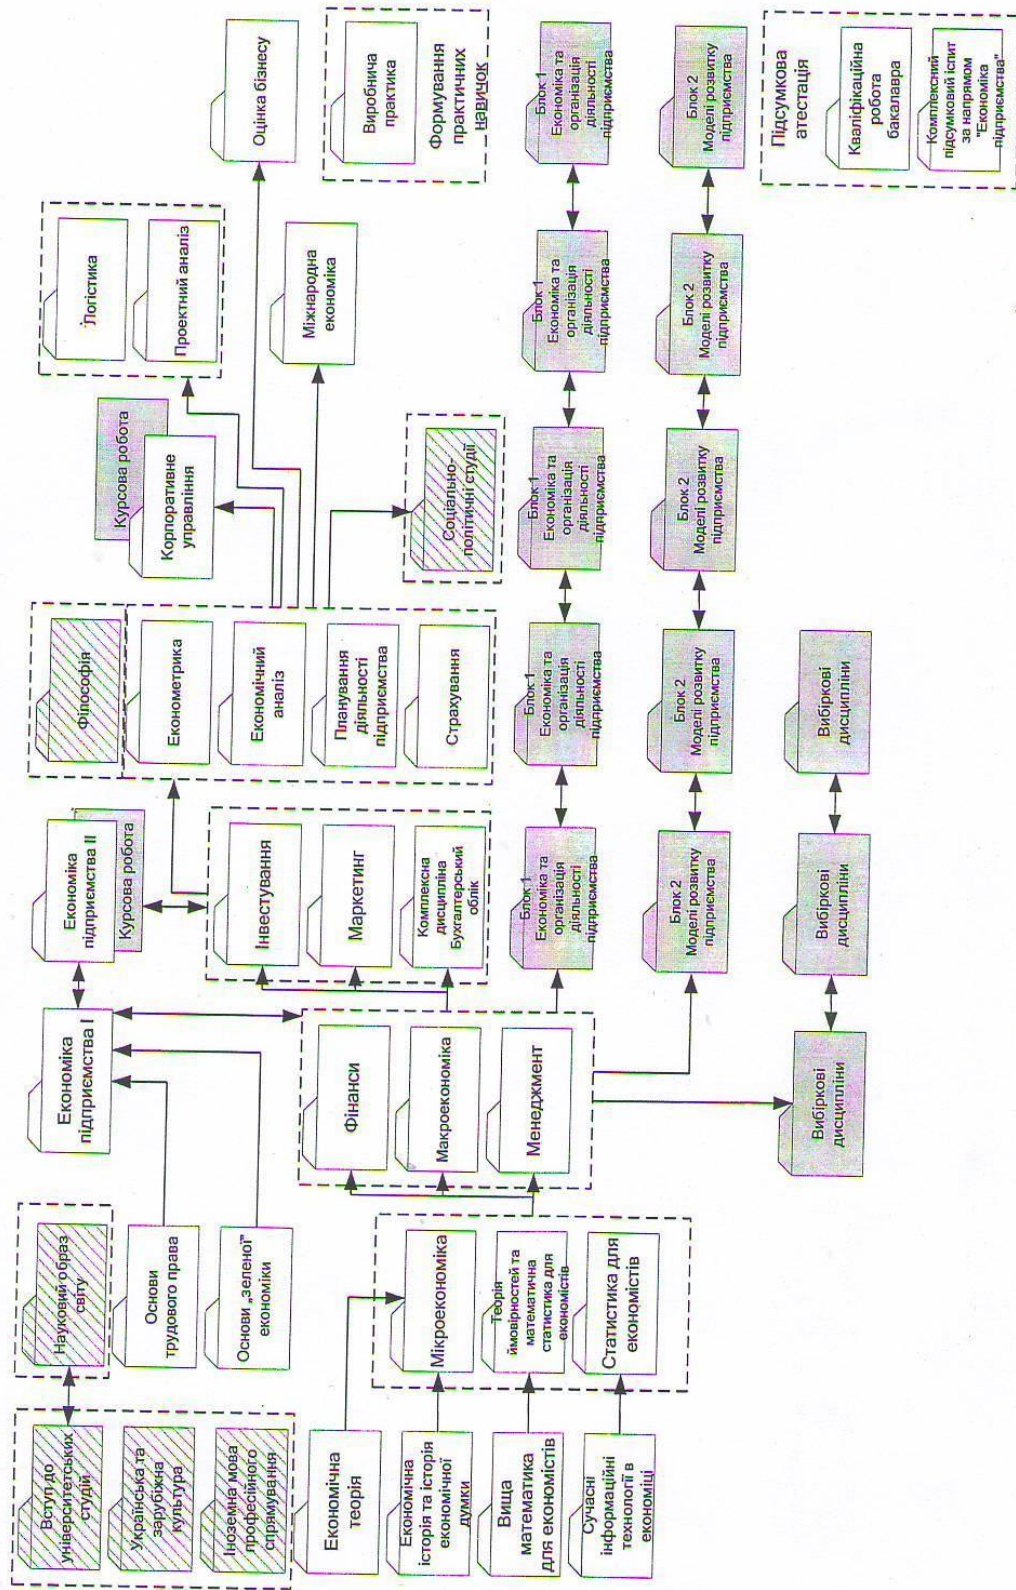 Вступ до
університетських
студій
Українська та
зарубіжна
культура
Іноземна мова
професійного
спрямування
Економічна
теорія
Економічна
історія та історія
економічної
думки
Вища
математика
для економістів
Сучасні
інформаційні
технології в
економіці
Науковий образ
світу
Основи
трудового права
Основи „зеленої"
економіки
Мікроекономіка
Теорія
ймовірностей та
математична
статистика для
економістів
Статистика для
економістів
Економіка
підприємства I
Фінанси
Макроекономіка
Менеджмент
Вибіркові
дисципліни
Економіка
підприємства II
Курсова робота
Інвестування
Маркетинг
Комплексна
дисципліна
Бухгалтерський
облік
Блок 1
Економіка та
організація
діяльності
підприємства
Блок 2
Моделі розвитку
підприємства
Вибіркові
дисципліни
Філософія
Економетрика
Економічний
аналіз
Планування
діяльності
підприємства
Страхування
Блок 1
Економіка та
організація
діяльності
підприємства
Блок 2
Моделі розвитку
підприємства
Вибіркові
дисципліни
Курсова робота
Корпоративне
управління
Соціально-
політичні студії
Блок 1
Економіка та
організація
діяльності
підприємства
Блок 2
Моделі розвитку
підприємства
Логістика
Проектний аналіз
Міжнародна
економіка
Блок 1
Економіка та
організація
діяльності
підприємства
Блок 2
Моделі розвитку
підприємства
Оцінка бізнесу
Виробнича
практика
Формування
практичних
навичок
Блок 1
Економіка та
організація
діяльності
підприємства
Блок 2
Моделі розвитку
підприємства
Підсумкова
атестація
Кваліфікаційна
робота
бакалавра
Комплексний
підсумковий іспит
за напрямом
"Економіка
підприємства"